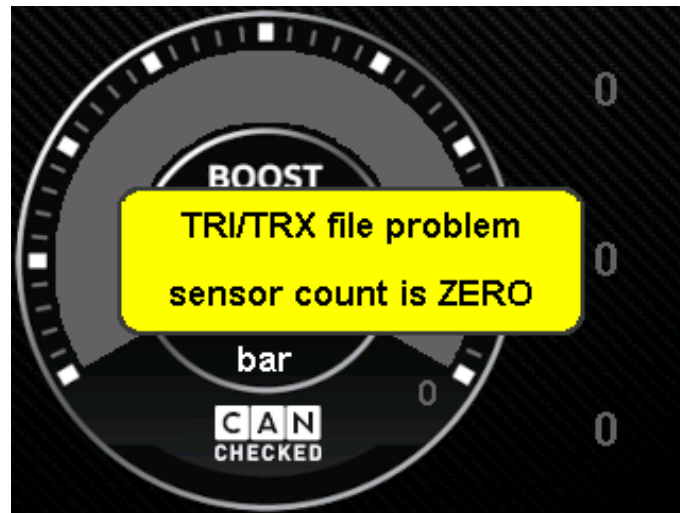 0
BOOST
TRI/TRX file problem
0
sensor count is ZERO
bar
0
CAN
CHECKED
0